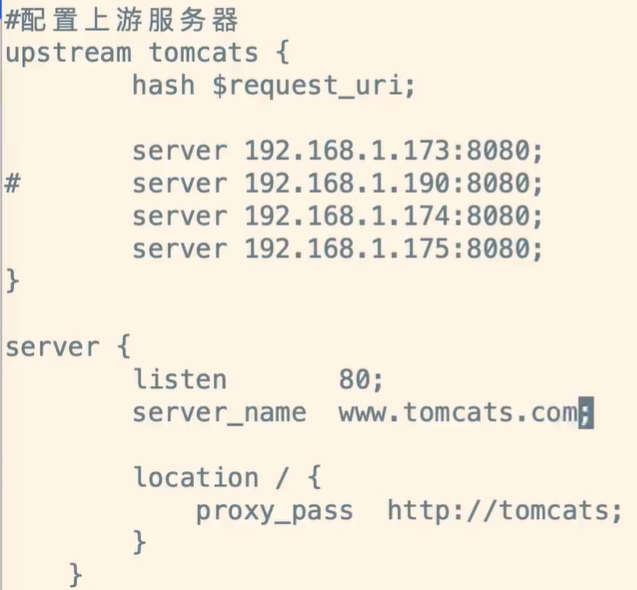 #配置上游服务器
upstream tomcats {
        hash $request_uri;

        server 192.168.1.173:8080;
#       server 192.168.1.190:8080;
        server 192.168.1.174:8080;
        server 192.168.1.175:8080;
}

server {
        listen       80;
        server_name  www.tomcats.com;

        location / {
            proxy_pass  http://tomcats;
        }
    }